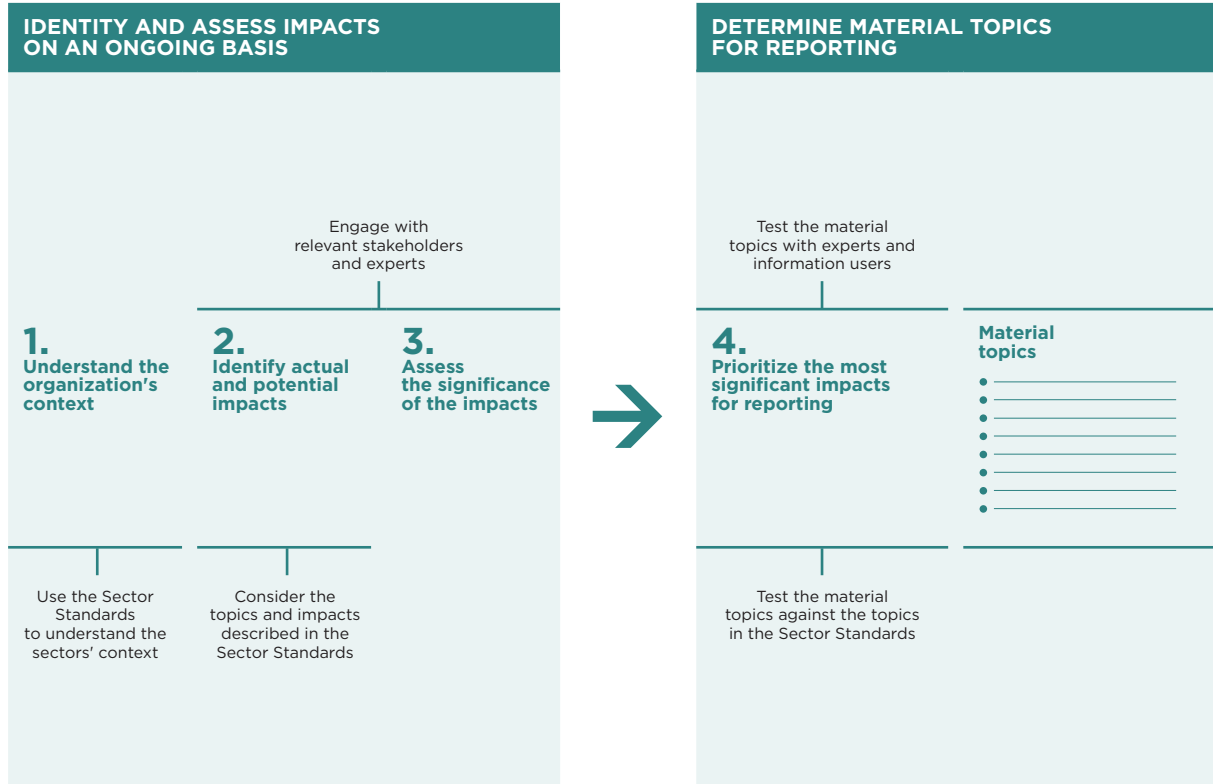 IDENTITY AND ASSESS IMPACTS
ON AN ONGOING BASIS
Engage with
relevant stakeholders
and experts
1.
Understand the
organization's
context
2.
Identify actual
and potential
impacts
3.
Assess
the significance
of the impacts
Use the Sector
Standards
to understand the
sectors' context
Consider the
topics and impacts
described in the
Sector Standards
DETERMINE MATERIAL TOPICS
FOR REPORTING
Test the material
topics with experts and
information users
4.
Prioritize the most
significant impacts
for reporting
Material
topics
Test the material
topics against the topics
in the Sector Standards